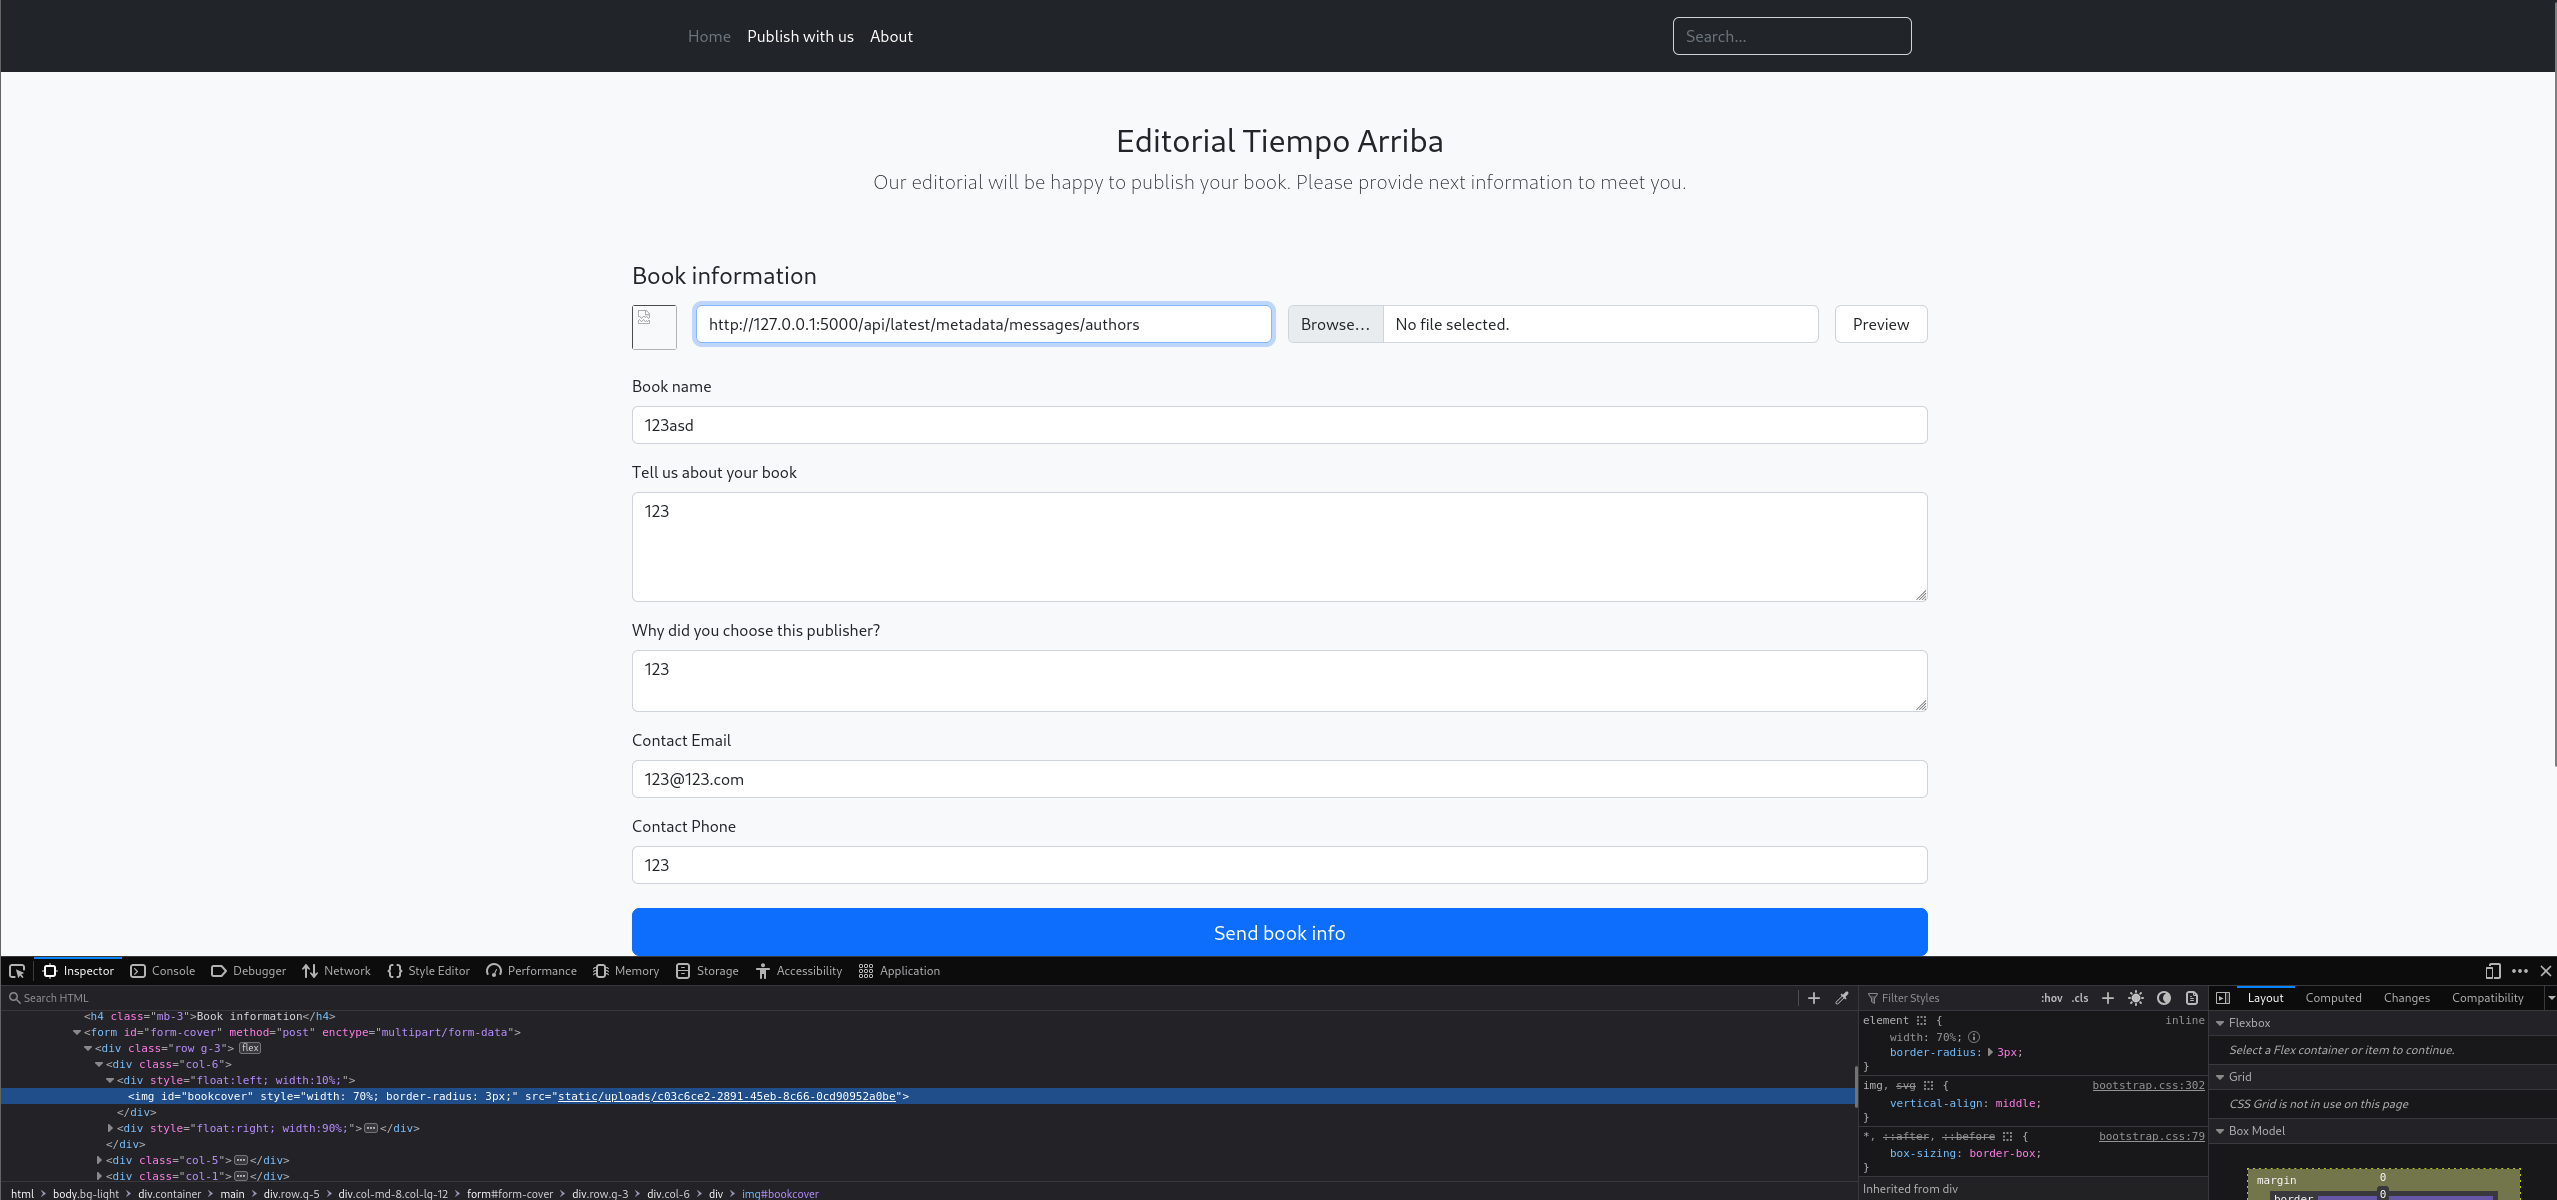 Home Publish with us About Search...
Editorial Tiempo Arriba
Our editorial will be happy to publish your book. Please provide next information to meet you.
Book information
http://127.0.0.1:5000/api/latest/metadata/messages/authors Browse... No file selected. Preview
Book name
123asd
Tell us about your book
123
Why did you choose this publisher?
123
Contact Email
123@123.com
Contact Phone
123
Send book info
Inspector Console Debugger Network Style Editor Performance Memory Storage Accessibility Application
Search HTML
<h4 class="mb-3">Book information</h4>
<form id="form-cover" method="post" enctype="multipart/form-data">
<div class="row g-3"> flex
<div class="col-6">
<div style="float:left; width:10%;">
<img id="bookcover" style="width: 70%; border-radius: 3px;" src="static/uploads/c03c6ce2-2891-45eb-8c66-0cd90952a0be">
</div>
<div style="float:right; width:90%;"> ••• </div>
</div>
<div class="col-5"> ••• </div>
<div class="col-1"> ••• </div>
html > body.bg-light > div.container > main > div.row.g-5 > div.col-md-8.col-lg-12 > form#form-cover > div.row.g-3 > div.col-6 > div > img#bookcover
Filter Styles :hov .cls
element { inline
width: 70%;
border-radius: 3px;
}
img, svg { bootstrap.css:302
vertical-align: middle;
}
*, ::after, ::before { bootstrap.css:79
box-sizing: border-box;
}
Inherited from div
Layout Computed Changes Compatibility
Flexbox
Select a Flex container or item to continue.
Grid
CSS Grid is not in use on this page
Box Model
margin 0
border 0